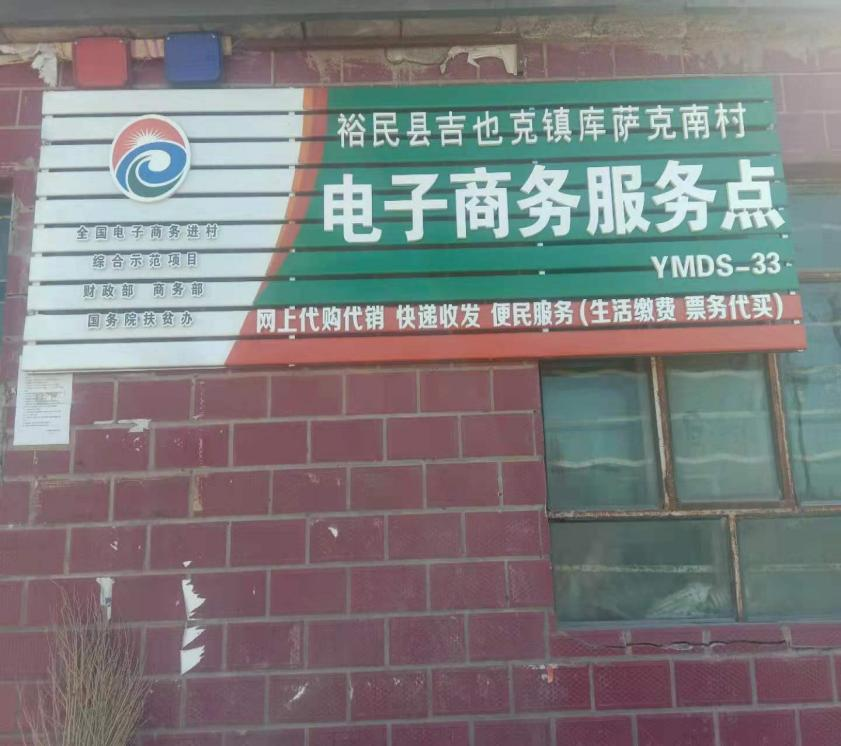 裕民县吉也克镇库萨克南村
电子商务服务点
YMDS-33
全国电子商务进村
综合示范项目
财政部 商务部
国务院扶贫办
网上代购代销 快递收发 便民服务(生活缴费 票务代买)